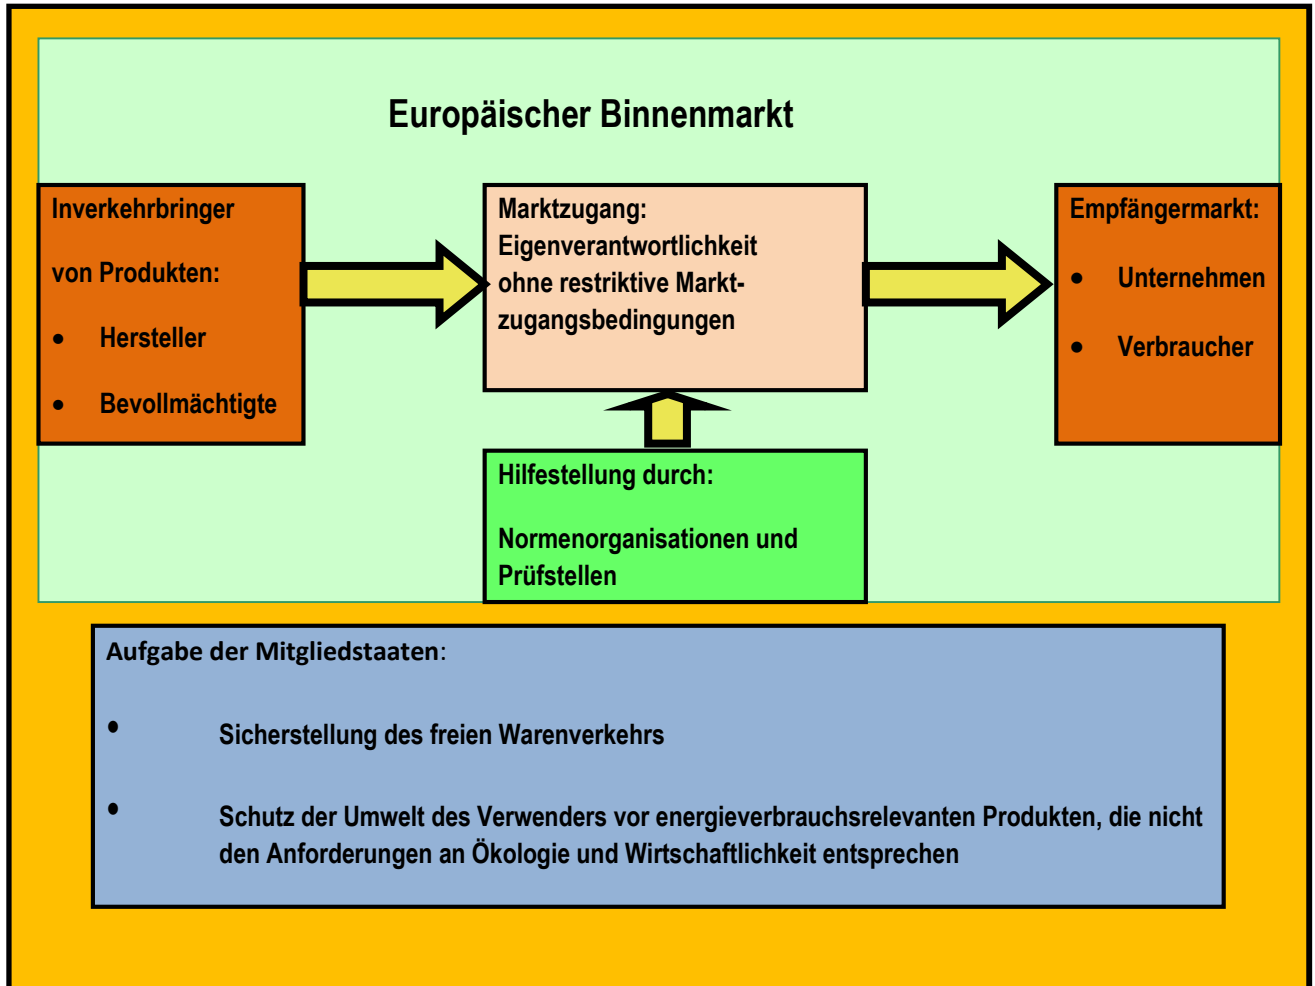 Europäischer Binnenmarkt
Inverkehrbringer
von Produkten:
• Hersteller
• Bevollmächtigte
Marktzugang:
Eigenverantwortlichkeit
ohne restriktive Markt-
zugangsbedingungen
Empfängermarkt:
• Unternehmen
• Verbraucher
Hilfestellung durch:
Normenorganisationen und
Prüfstellen
Aufgabe der Mitgliedstaaten:
• Sicherstellung des freien Warenverkehrs
• Schutz der Umwelt des Verwenders vor energieverbrauchsrelevanten Produkten, die nicht
den Anforderungen an Ökologie und Wirtschaftlichkeit entsprechen